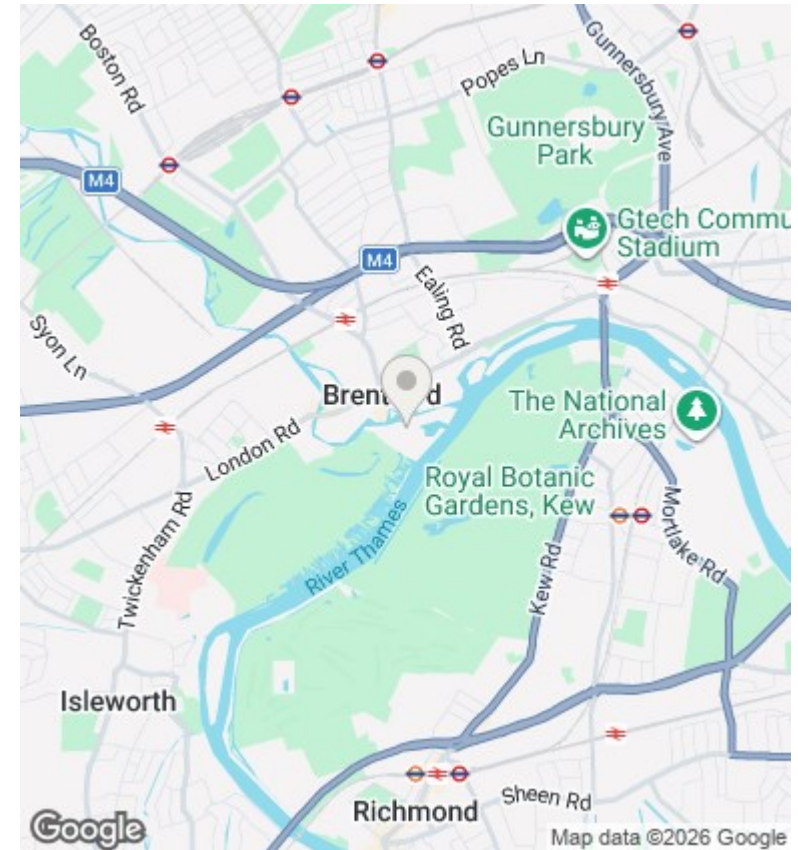 Boston Rd
Popes Ln
Gunnersbury Ave
Gunnersbury
Park
M4
Gtech Commu
Stadium
M4
Ealing Rd
Syon Ln
Brent d
The National
Archives
London Rd
Royal Botanic
Gardens, Kew
River Thames
Mortlake Rd
Twickenham Rd
Kew Rd
Isleworth
Sheen Rd
Richmond
Google
Map data ©2026 Google